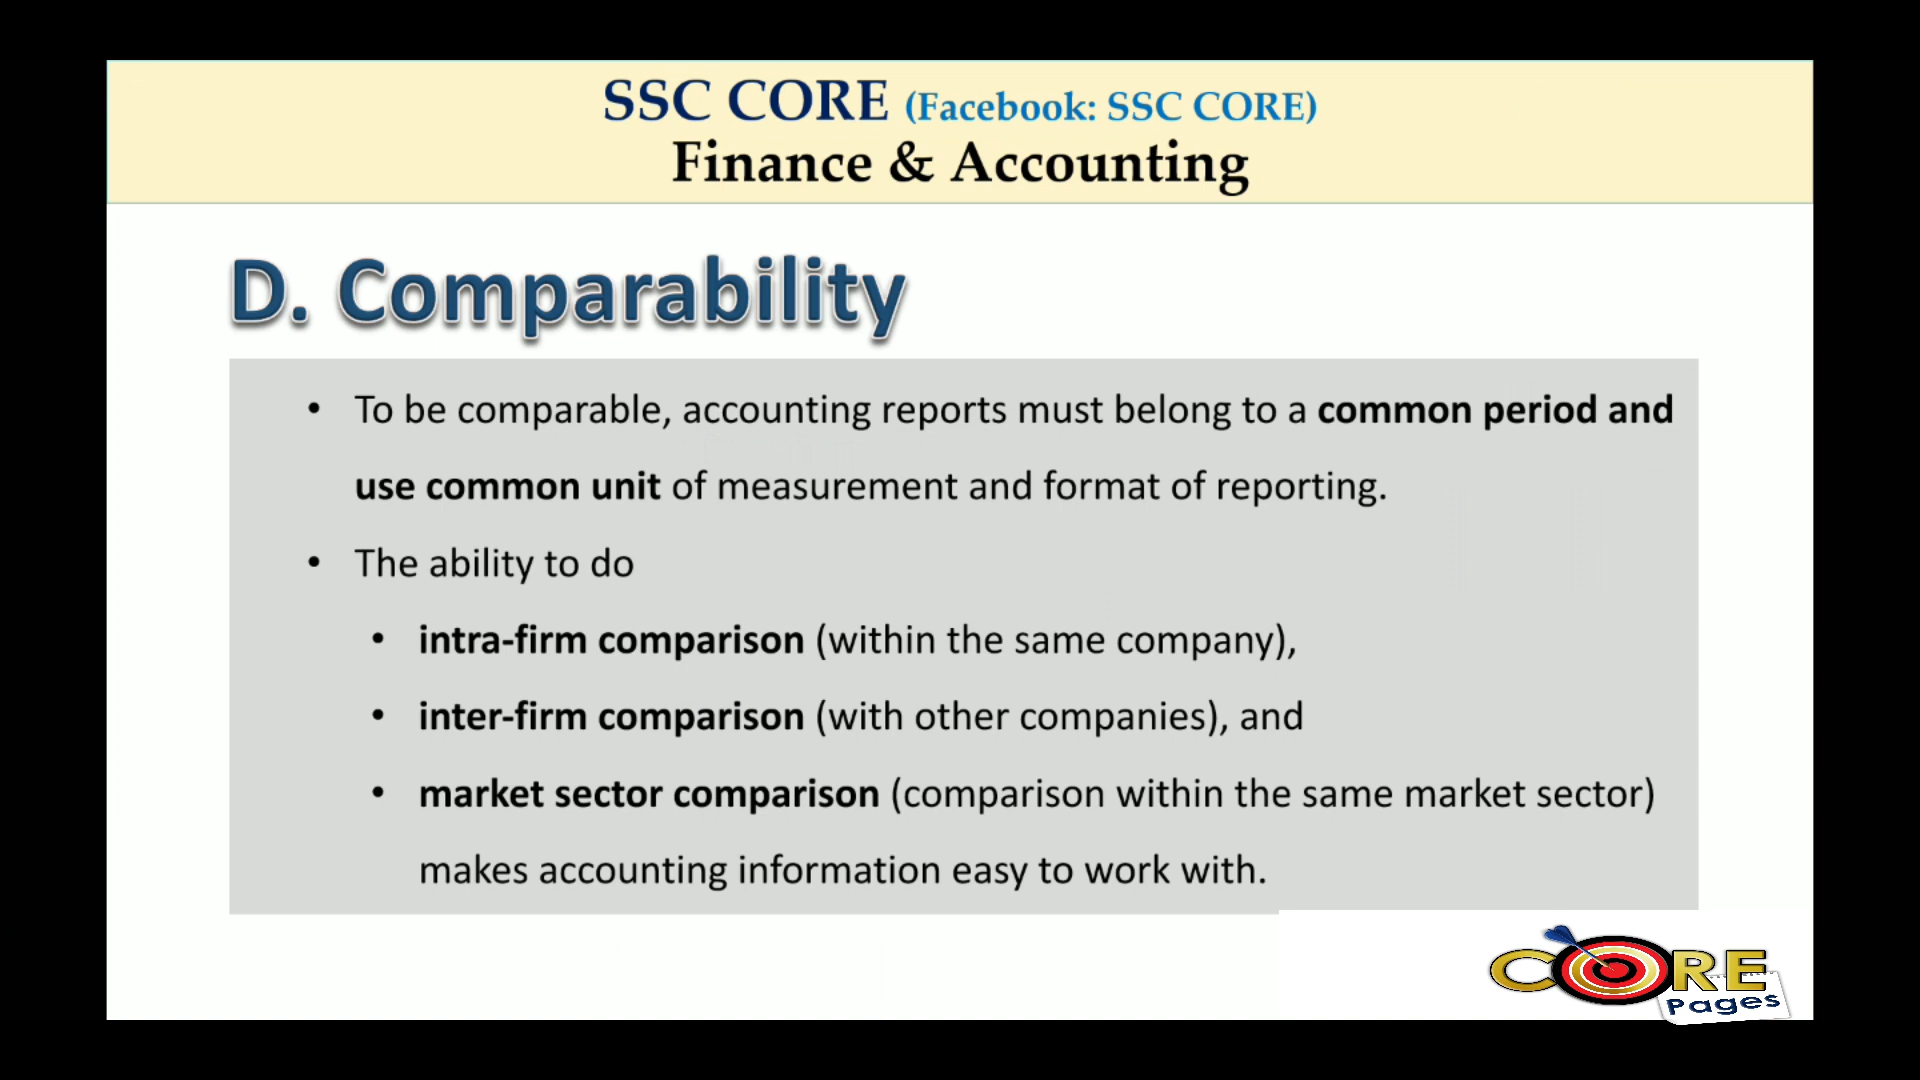 SSC CORE (Facebook: SSC CORE)
Finance & Accounting
D. Comparability
• To be comparable, accounting reports must belong to a common period and
use common unit of measurement and format of reporting.
• The ability to do
• intra-firm comparison (within the same company),
• inter-firm comparison (with other companies), and
• market sector comparison (comparison within the same market sector)
makes accounting information easy to work with.
CORE
Pages